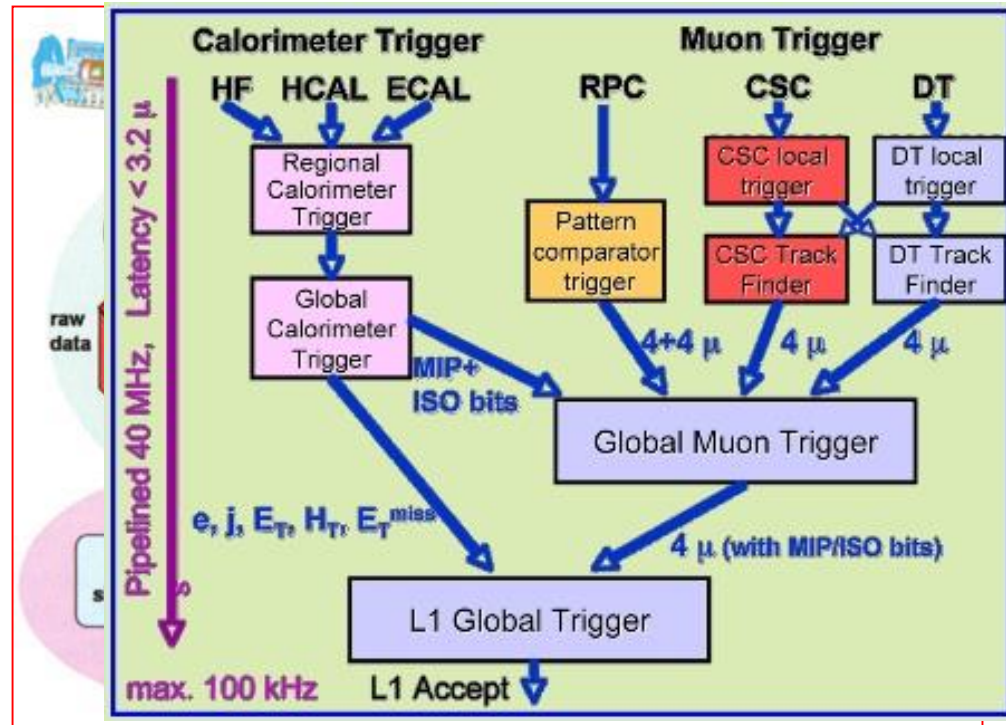 Calorimeter Trigger
Muon Trigger
HF HCAL ECAL
RPC CSC DT
Regional
Calorimeter
Trigger
CSC local
trigger
DT local
trigger
Pattern
comparator
trigger
CSC Track
Finder
DT Track
Finder
Global
Calorimeter
Trigger
raw
data
4+4 μ
4 μ
4 μ
MIP+
ISO bits
Global Muon Trigger
e, j, E_T, H_T, E_T^miss
4 μ (with MIP/ISO bits)
Pipelined 40 MHz, Latency < 3.2 μ
s
s
L1 Global Trigger
max. 100 kHz
L1 Accept